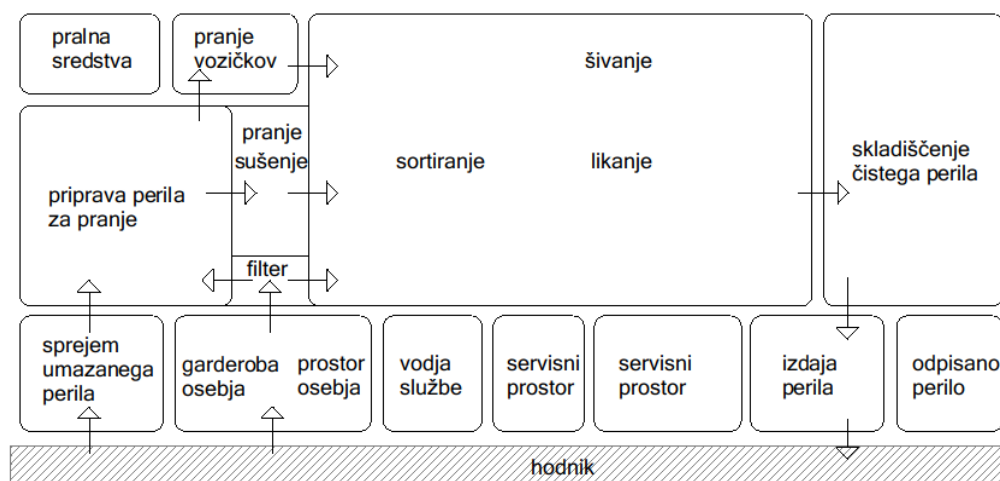 pralna
sredstva
pranje
vozičkov
šivanje
pranje
sušenje
sortiranje
likanje
skladiščenje
čistega perila
priprava perila
za pranje
filter
sprejem
umazanega
perila
garderoba
osebja
prostor
osebja
vodja
službe
servisni
prostor
servisni
prostor
izdaja
perila
odpisano
perilo
hodnik